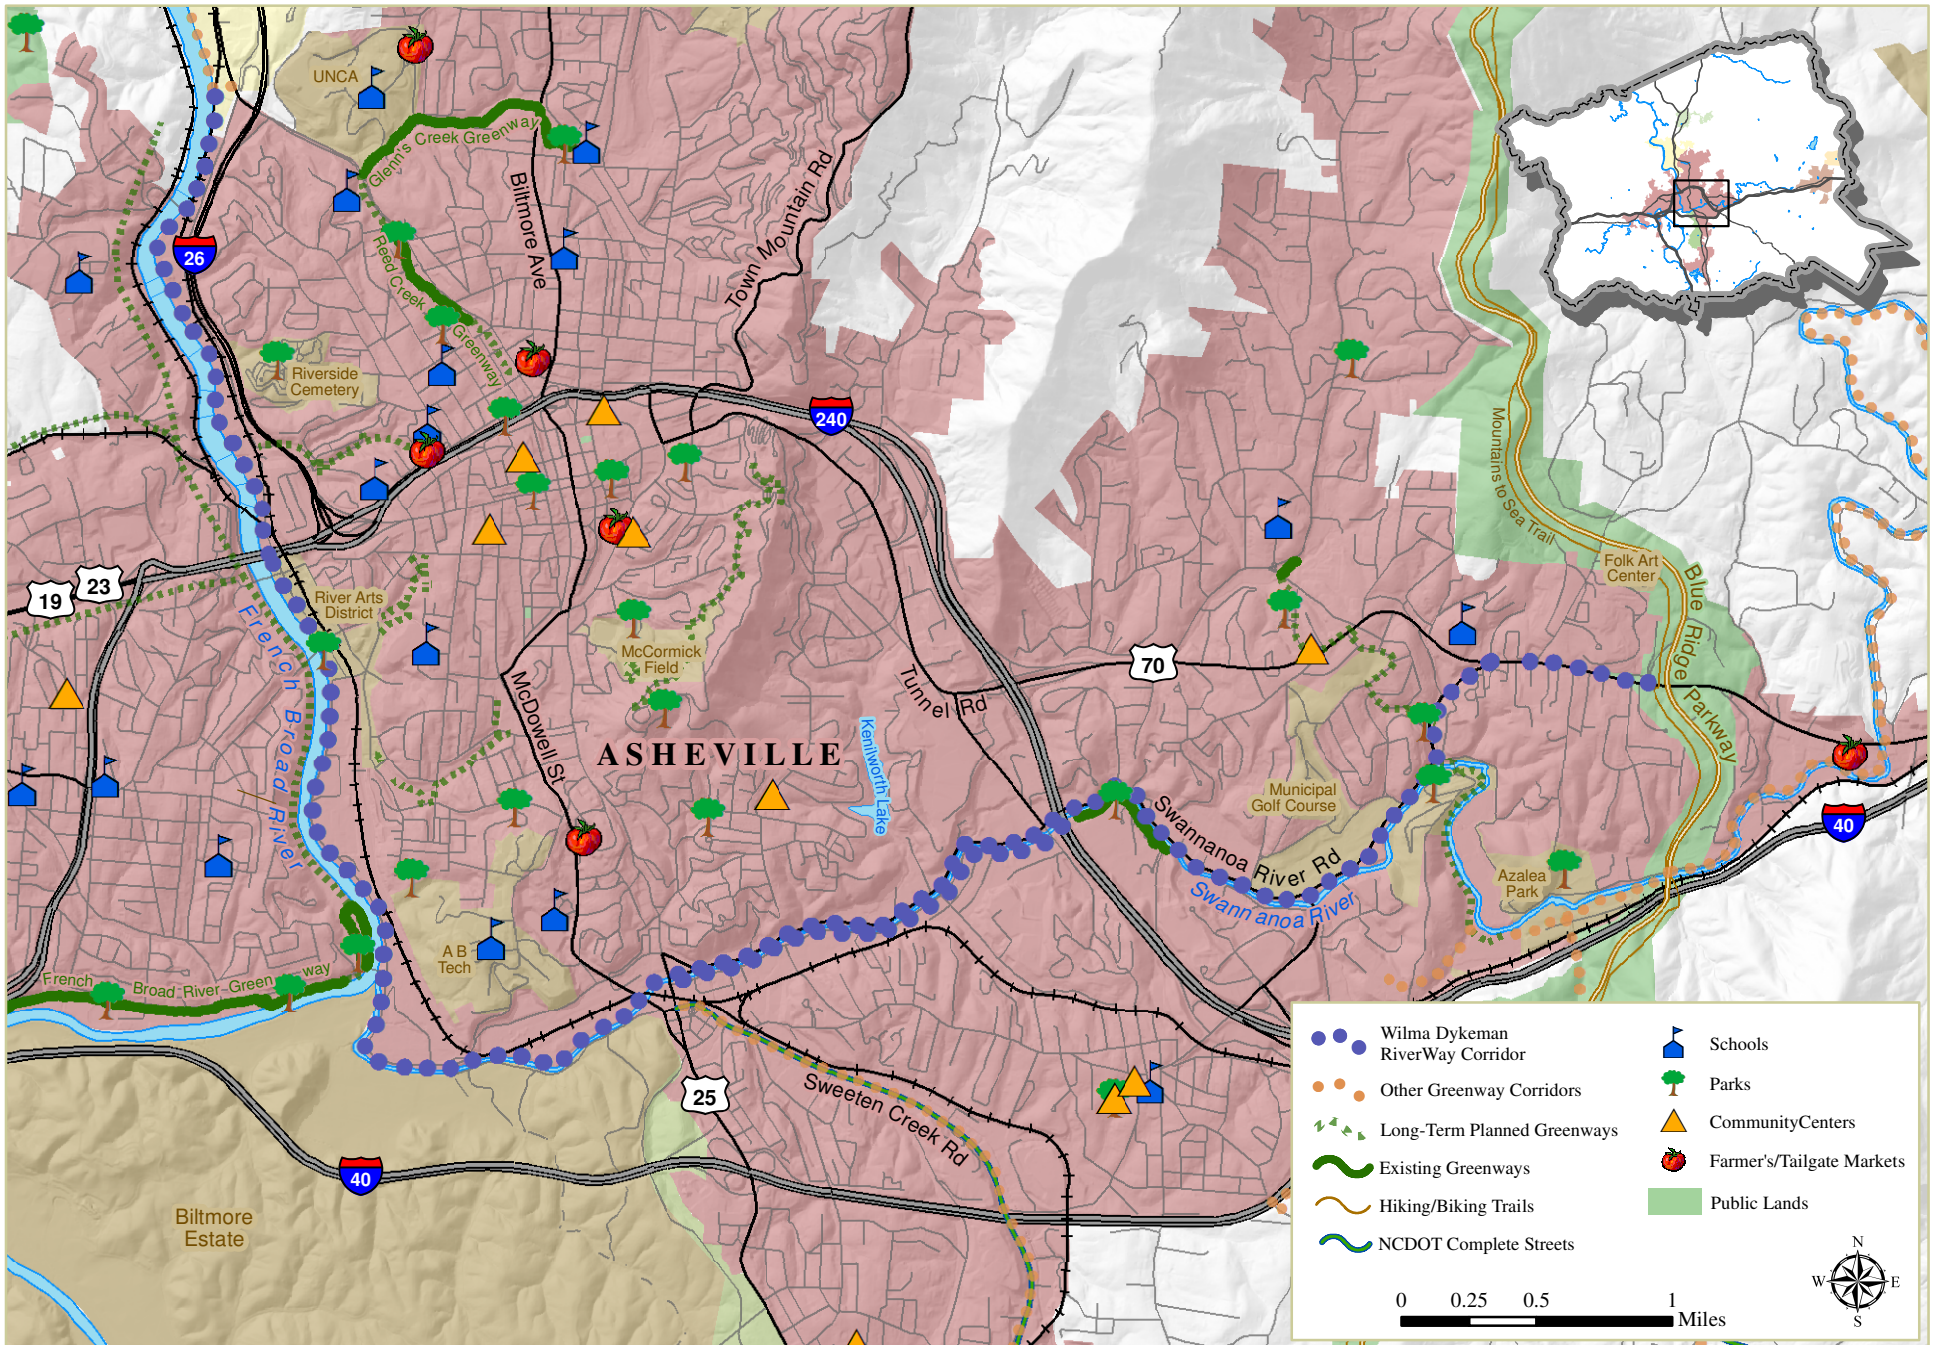 UNCA
Glenn's Creek Greenway
Biltmore Ave
Town Mountain Rd
26
Reed Creek
Greenway
Riverside
Cemetery
240
Mountains to Sea Trail
Folk Art
Center
Blue Ridge Parkway
19
23
River Arts
District
French Broad River
McCormick
Field
70
Tunnel Rd
McDowell St
ASHEVILLE
Kenilworth Lake
Municipal
Golf Course
Swannanoa River Rd
Swannanoa River
40
Azalea
Park
A B
Tech
French Broad River Greenway
25
Sweeten Creek Rd
40
Biltmore
Estate
Wilma Dykeman
RiverWay Corridor
Other Greenway Corridors
Long-Term Planned Greenways
Existing Greenways
Hiking/Biking Trails
NCDOT Complete Streets
Schools
Parks
CommunityCenters
Farmer's/Tailgate Markets
Public Lands
N
W
E
S
0
0.25
0.5
1
Miles